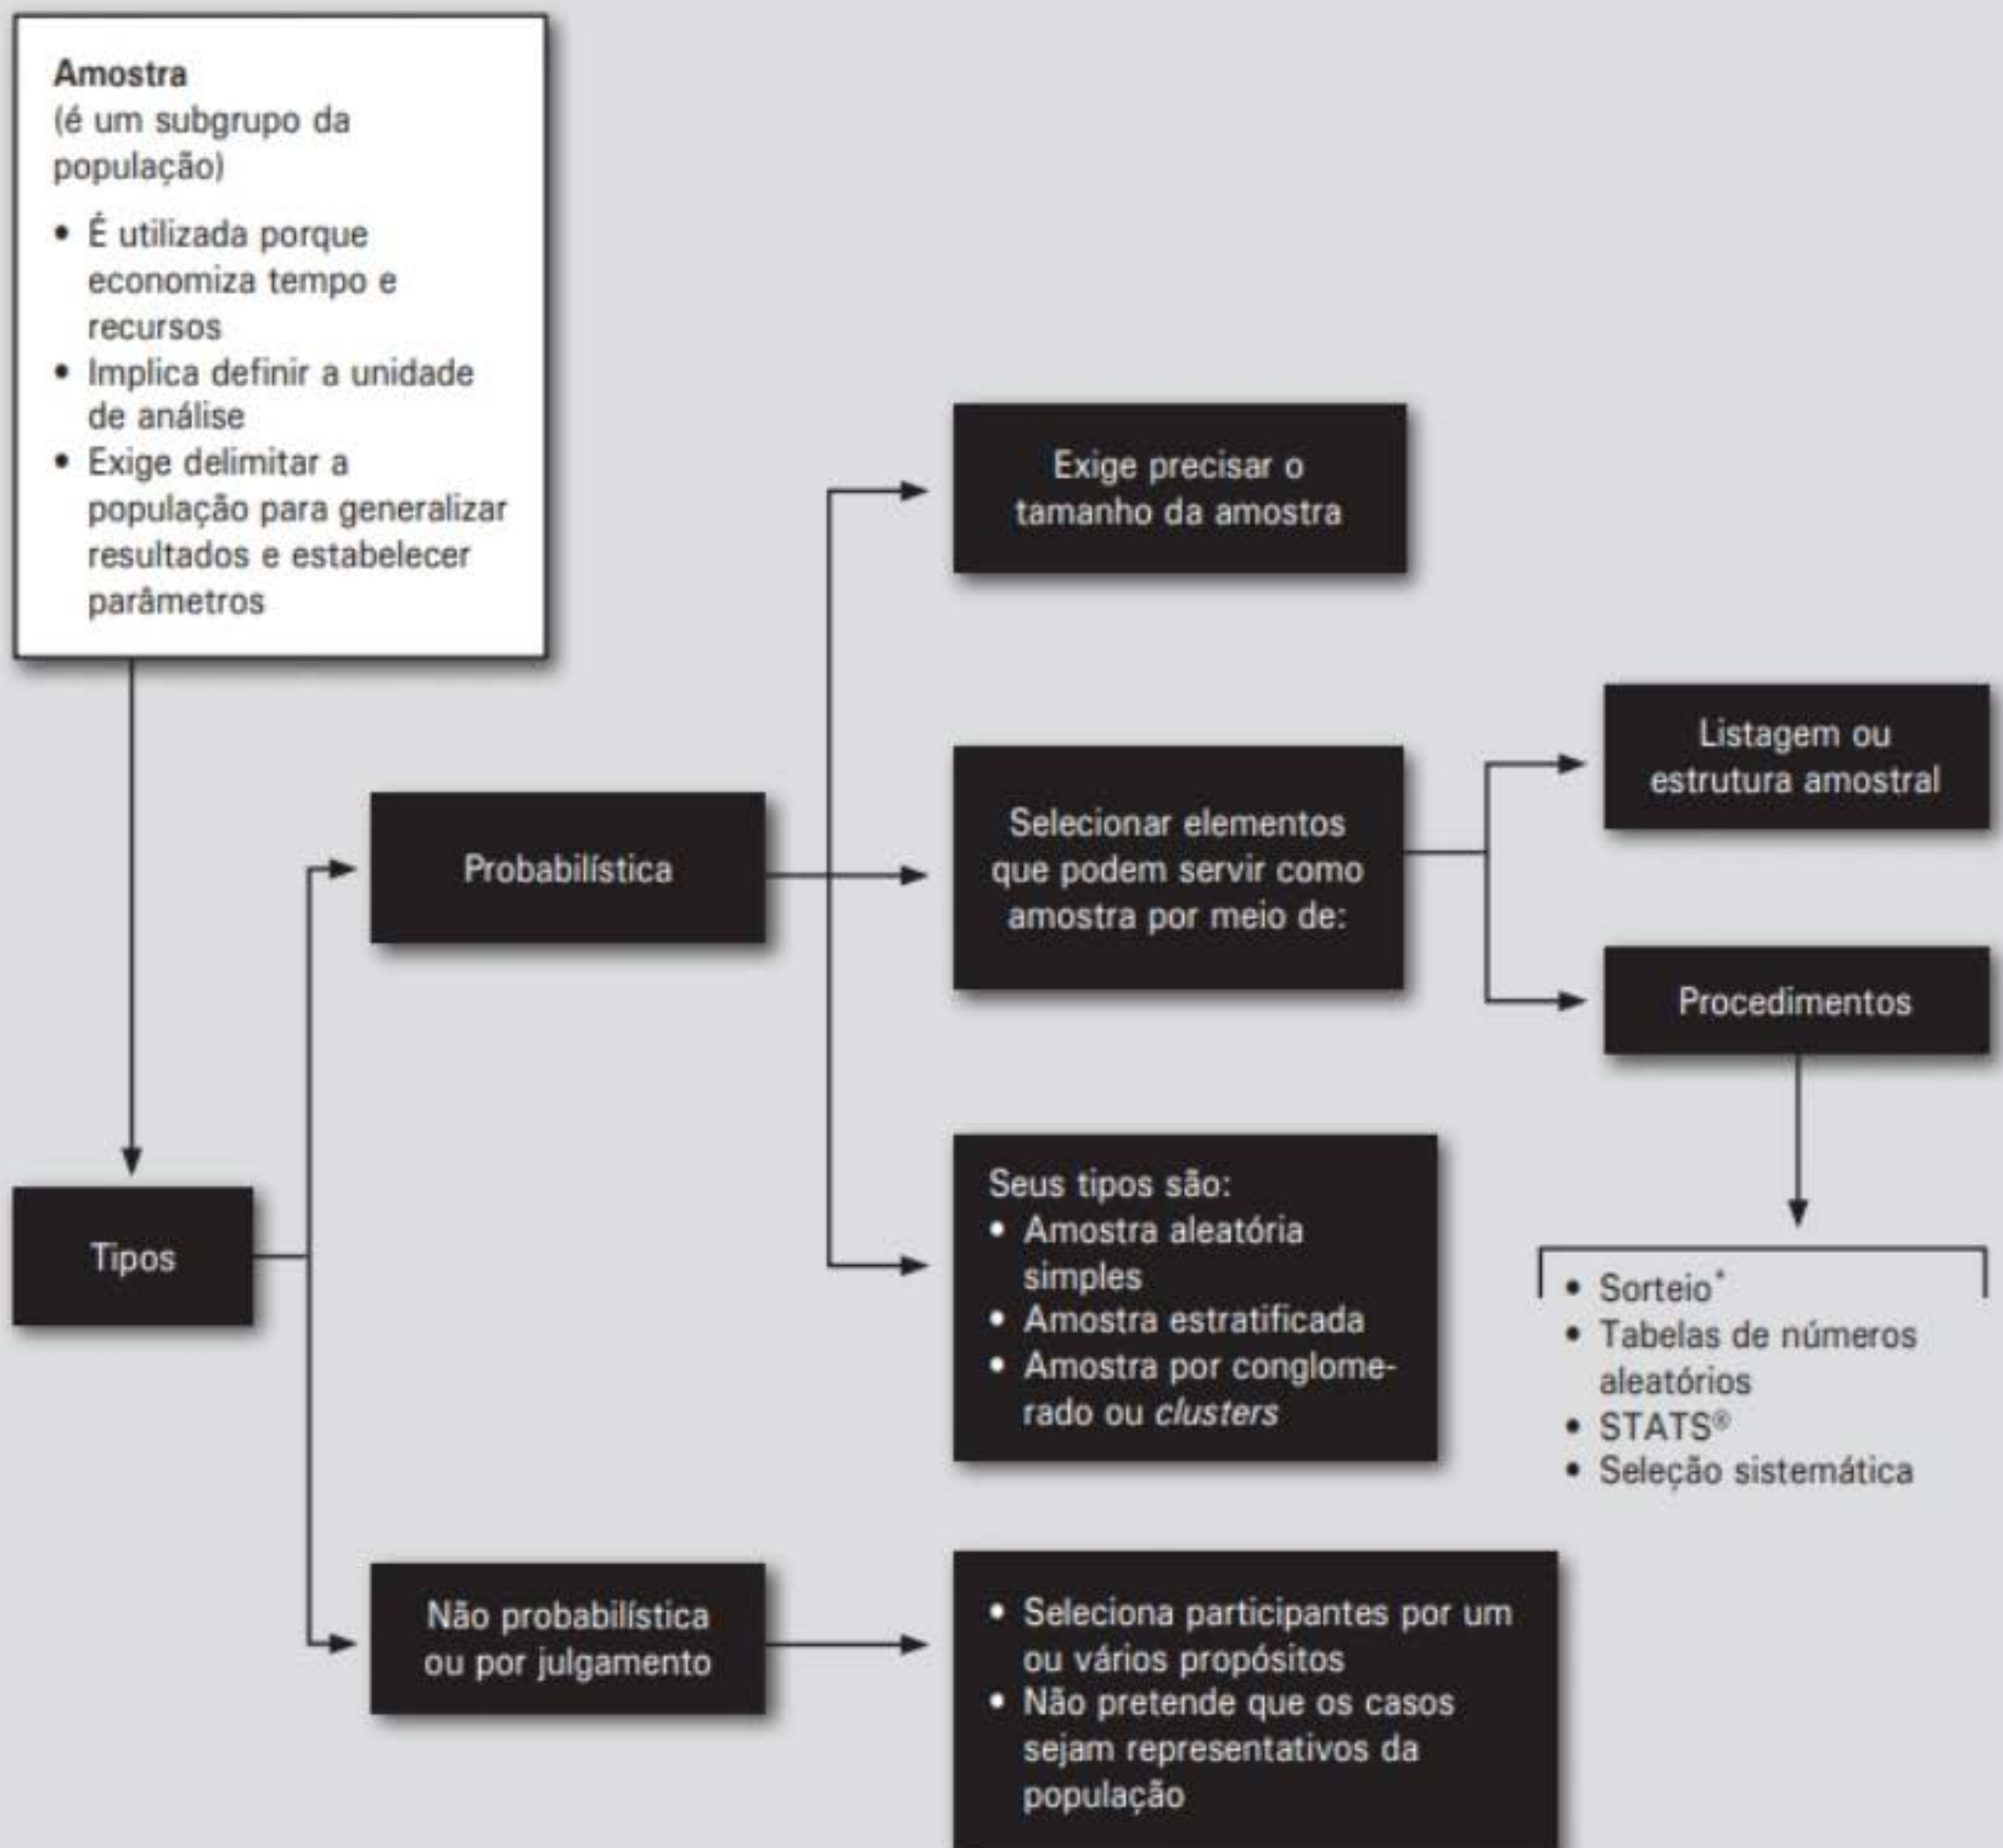 Amostra
(é um subgrupo da
população)
• É utilizada porque
economiza tempo e
recursos
• Implica definir a unidade
de análise
• Exige delimitar a
população para generalizar
resultados e estabelecer
parâmetros
Tipos
Probabilística
Exige precisar o
tamanho da amostra
Selecionar elementos
que podem servir como
amostra por meio de:
Listagem ou
estrutura amostral
Procedimentos
• Sorteio*
• Tabelas de números
aleatórios
• STATS®
• Seleção sistemática
Seus tipos são:
• Amostra aleatória
simples
• Amostra estratificada
• Amostra por conglome-
rado ou clusters
Não probabilística
ou por julgamento
• Seleciona participantes por um
ou vários propósitos
• Não pretende que os casos
sejam representativos da
população